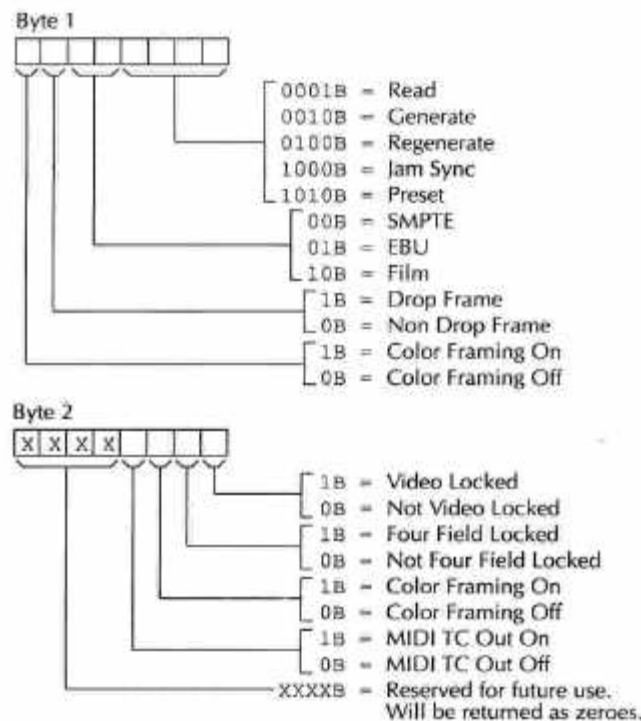 Byte 1
0001B = Read
0010B = Generate
0100B = Regenerate
1000B = Jam Sync
1010B = Preset
00B = SMPTE
01B = EBU
10B = Film
1B = Drop Frame
0B = Non Drop Frame
1B = Color Framing On
0B = Color Framing Off
Byte 2
X X X X
1B = Video Locked
0B = Not Video Locked
1B = Four Field Locked
0B = Not Four Field Locked
1B = Color Framing On
0B = Color Framing Off
1B = MIDI TC Out On
0B = MIDI TC Out Off
XXXXB = Reserved for future use.
Will be returned as zeroes.